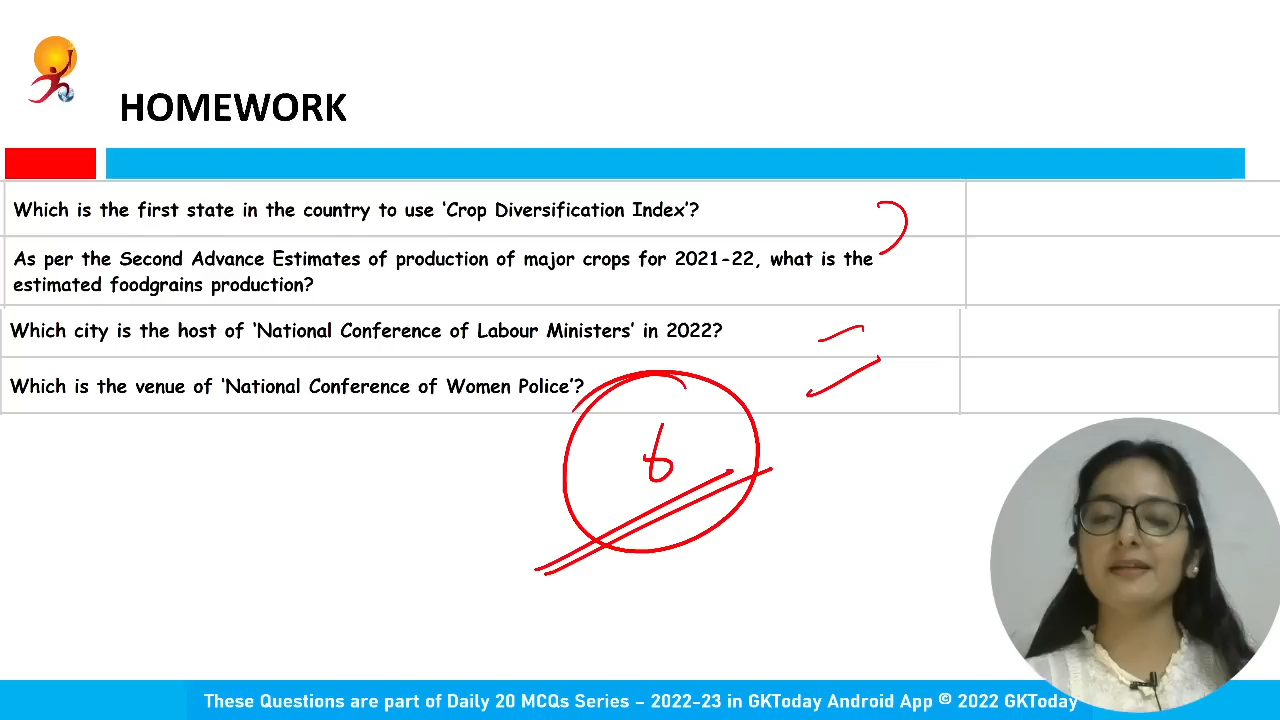 HOMEWORK
Which is the first state in the country to use ‘Crop Diversification Index’?
As per the Second Advance Estimates of production of major crops for 2021-22, what is the
estimated foodgrains production?
Which city is the host of ‘National Conference of Labour Ministers’ in 2022?
Which is the venue of ‘National Conference of Women Police’?
6
These Questions are part of Daily 20 MCQs Series – 2022-23 in GKToday Android App © 2022 GKToday